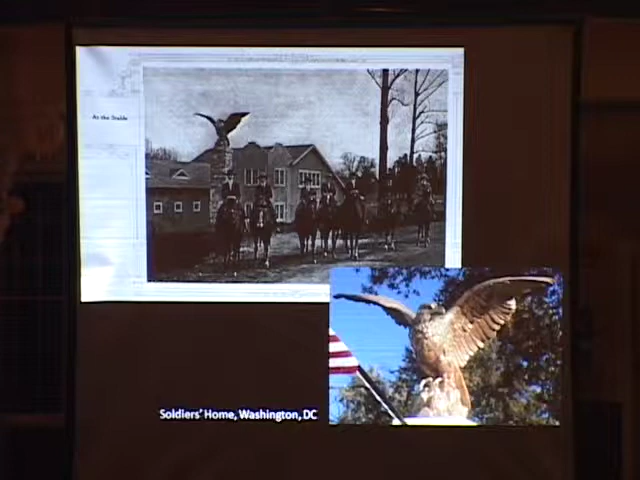 At the Stable
Soldiers' Home, Washington, DC